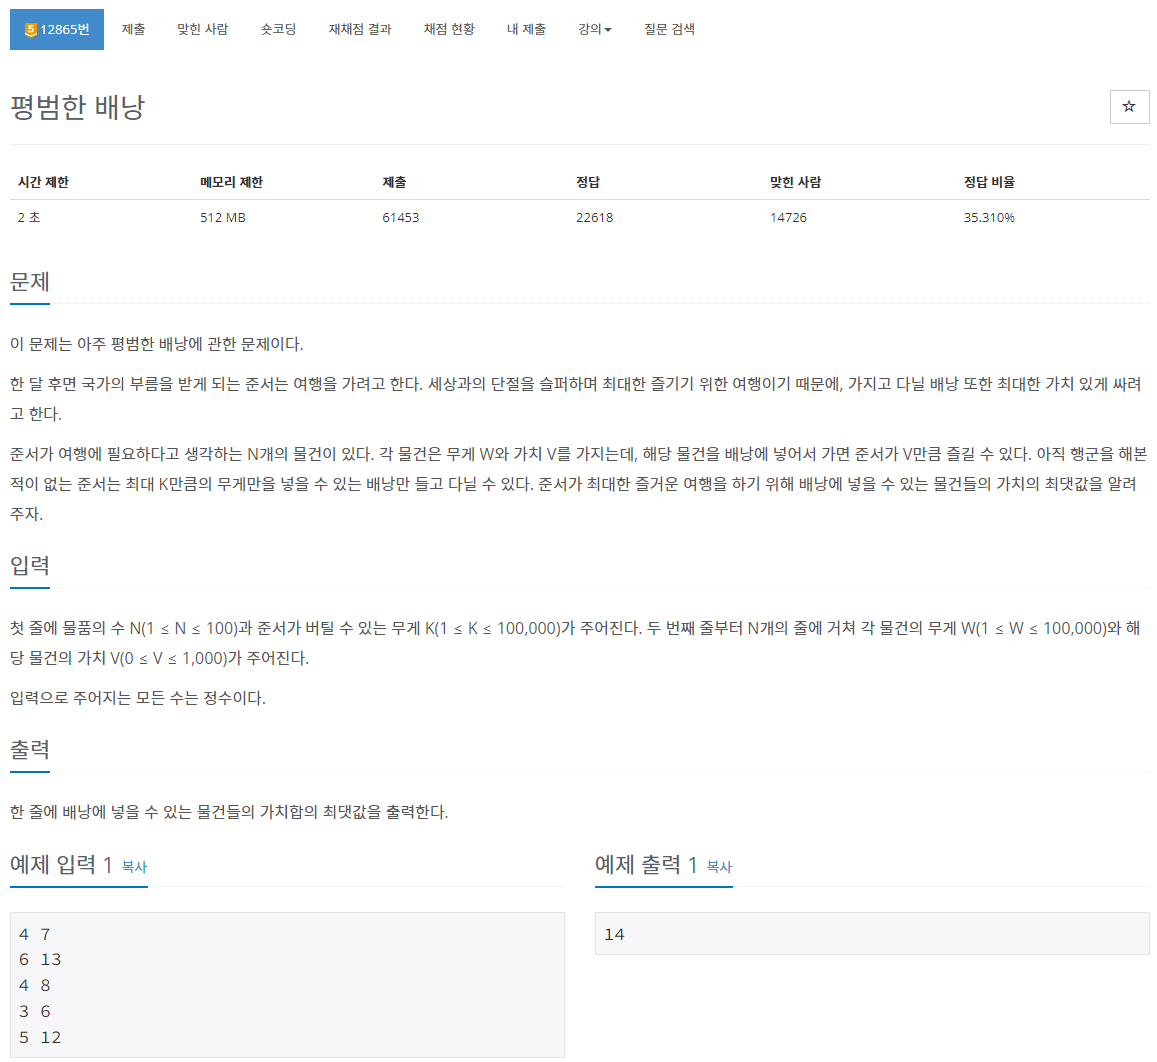 5 12865번 제출 맞힌 사람 숏코딩 재채점 결과 채점 현황 내 제출 강의 질문 검색
평범한 배낭
시간 제한 메모리 제한 제출 정답 맞힌 사람 정답 비율
2 초 512 MB 61453 22618 14726 35.310%
문제
이 문제는 아주 평범한 배낭에 관한 문제이다.
한 달 후면 국가의 부름을 받게 되는 준서는 여행을 가려고 한다. 세상과의 단절을 슬퍼하며 최대한 즐기기 위한 여행이기 때문에, 가지고 다닐 배낭 또한 최대한 가치 있게 싸려
고 한다.
준서가 여행에 필요하다고 생각하는 N개의 물건이 있다. 각 물건은 무게 W와 가치 V를 가지는데, 해당 물건을 배낭에 넣어서 가면 준서가 V만큼 즐길 수 있다. 아직 행군을 해본
적이 없는 준서는 최대 K만큼의 무게만을 넣을 수 있는 배낭만 들고 다닐 수 있다. 준서가 최대한 즐거운 여행을 하기 위해 배낭에 넣을 수 있는 물건들의 가치의 최댓값을 알려
주자.
입력
첫 줄에 물품의 수 N(1 ≤ N ≤ 100)과 준서가 버틸 수 있는 무게 K(1 ≤ K ≤ 100,000)가 주어진다. 두 번째 줄부터 N개의 줄에 거쳐 각 물건의 무게 W(1 ≤ W ≤ 100,000)와 해
당 물건의 가치 V(0 ≤ V ≤ 1,000)가 주어진다.
입력으로 주어지는 모든 수는 정수이다.
출력
한 줄에 배낭에 넣을 수 있는 물건들의 가치합의 최댓값을 출력한다.
예제 입력 1 복사
4 7
6 13
4 8
3 6
5 12
예제 출력 1 복사
14